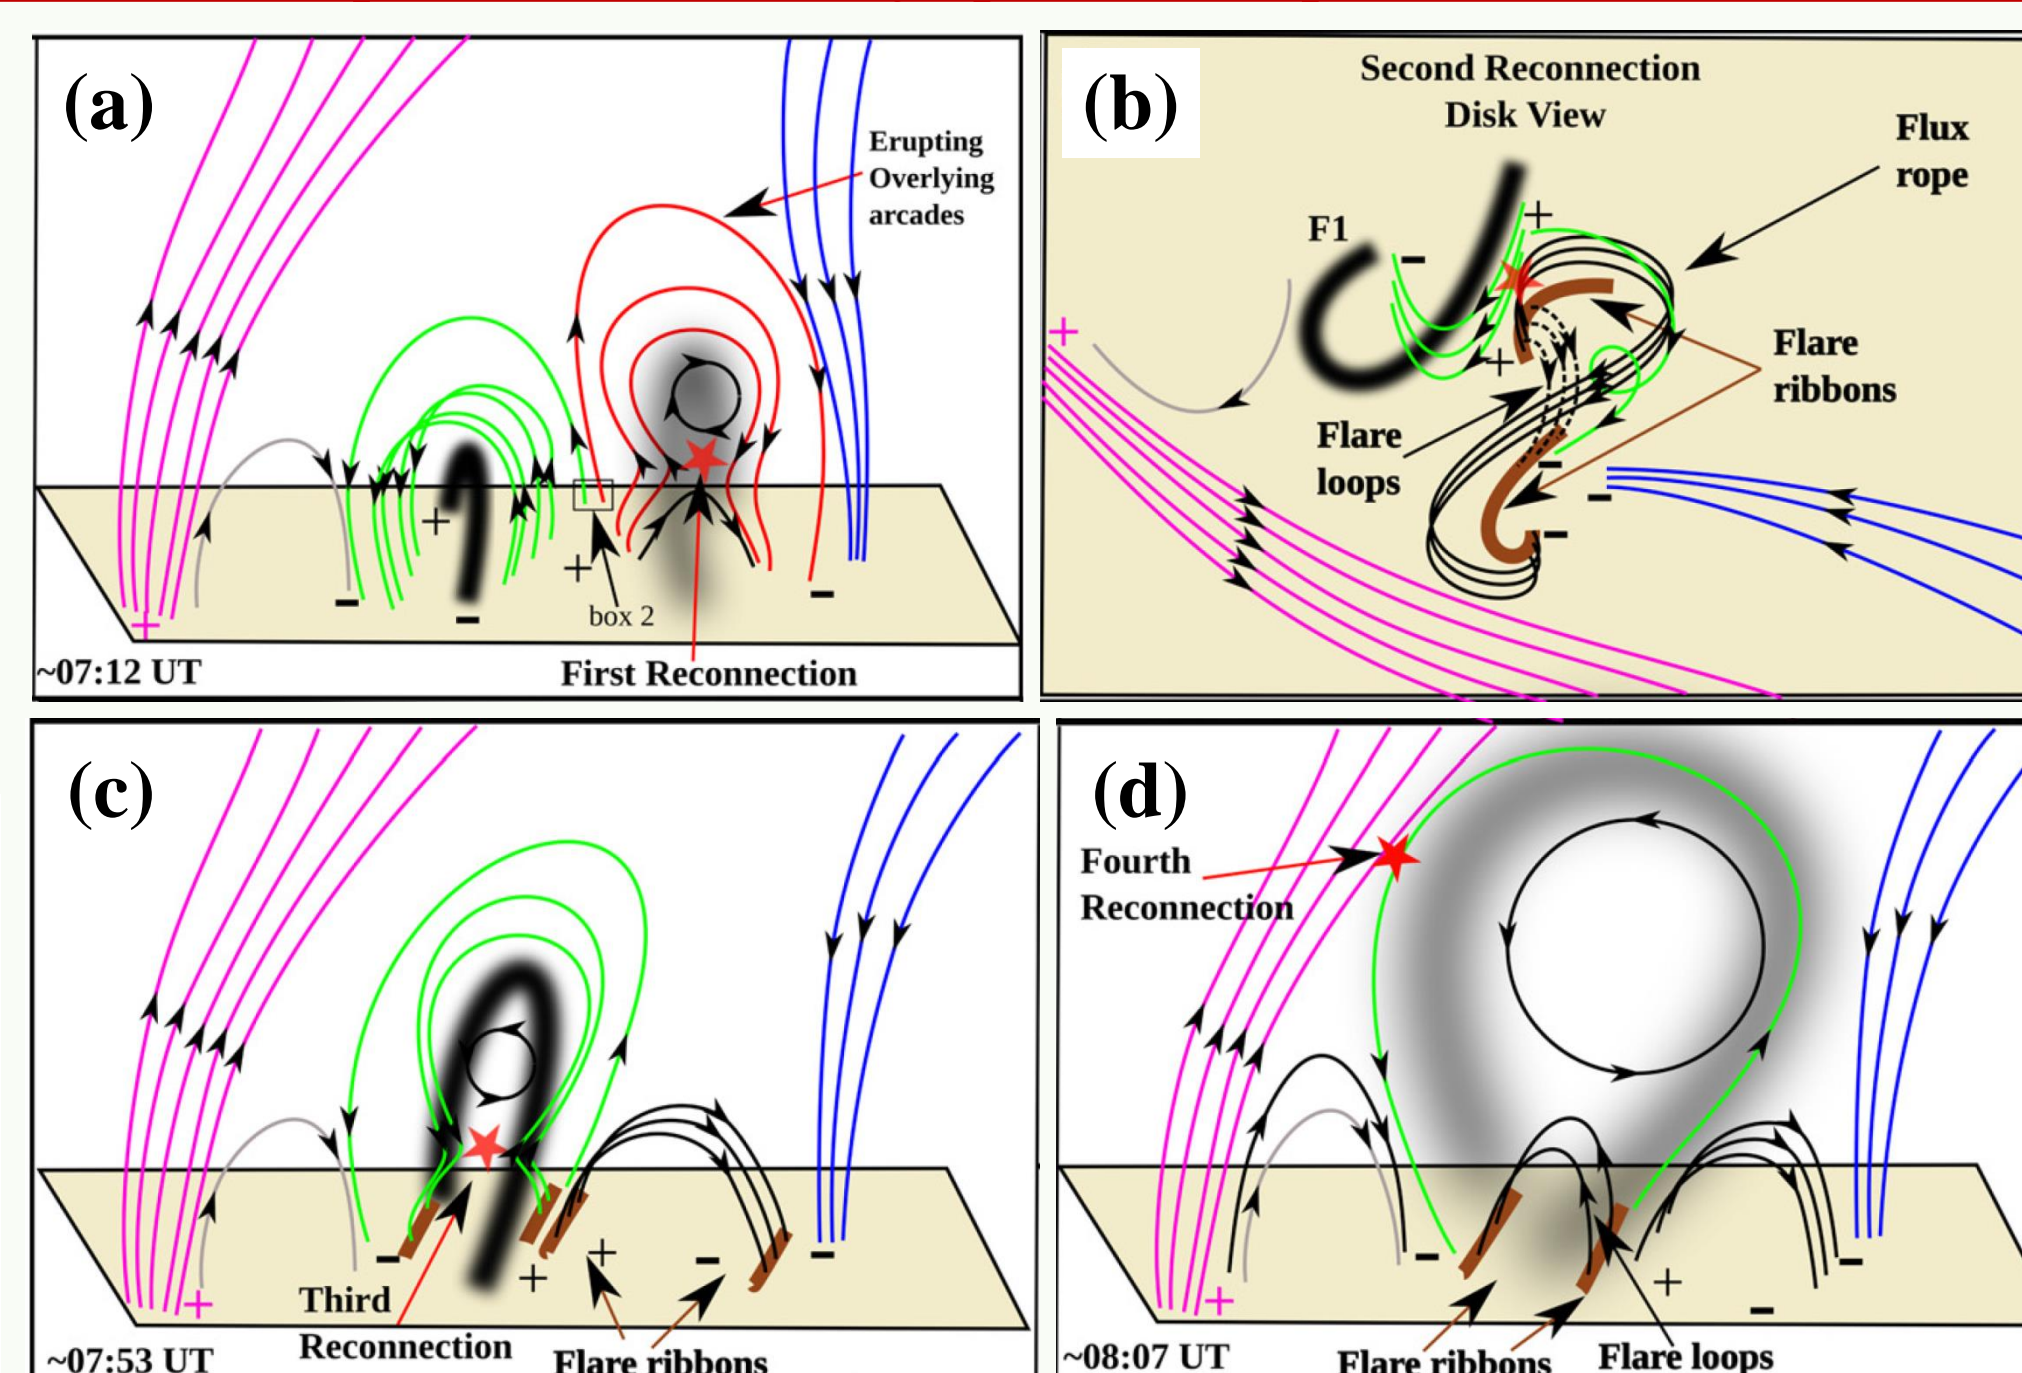 (a)
Erupting
Overlying
arcades
+
+
-
-
+
-
box 2
~07:12 UT
First Reconnection
(b)
Second Reconnection
Disk View
Flux
rope
F1
-
+
+
+
Flare
ribbons
Flare
loops
-
-
-
(c)
-
+
+
-
-
+
Third
Reconnection
~07:53 UT
Flare ribbons
(d)
Fourth
Reconnection
-
+
+
-
-
~08:07 UT
Flare ribbons
Flare loops